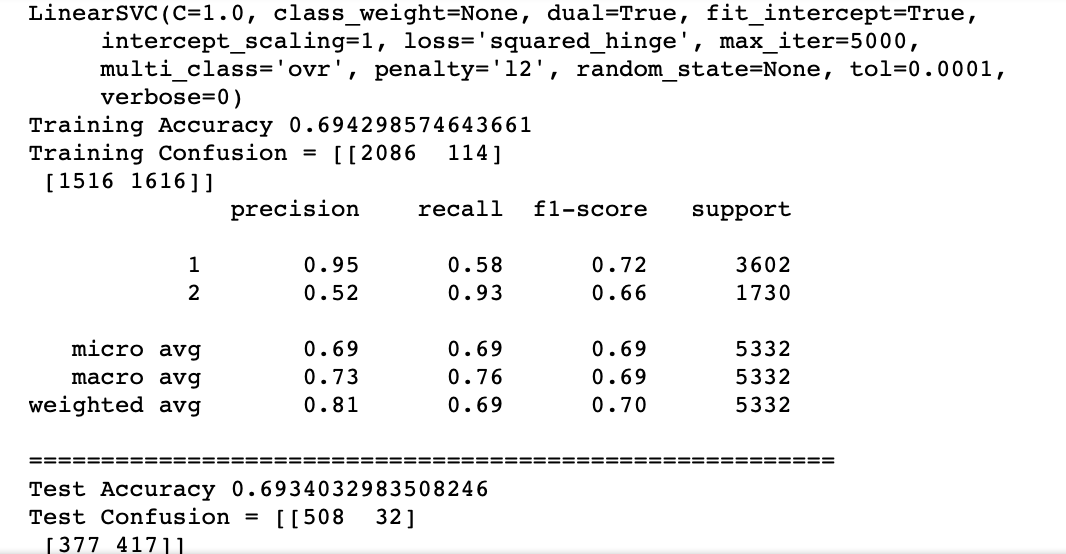 LinearSVC(C=1.0, class_weight=None, dual=True, fit_intercept=True,
intercept_scaling=1, loss='squared_hinge', max_iter=5000,
multi_class='ovr', penalty='l2', random_state=None, tol=0.0001,
verbose=0)
Training Accuracy 0.694298574643661
Training Confusion = [[2086 114]
[1516 1616]]
precision recall f1-score support
1 0.95 0.58 0.72 3602
2 0.52 0.93 0.66 1730
micro avg 0.69 0.69 0.69 5332
macro avg 0.73 0.76 0.69 5332
weighted avg 0.81 0.69 0.70 5332
========================================================
Test Accuracy 0.6934032983508246
Test Confusion = [[508 32]
[377 417]]